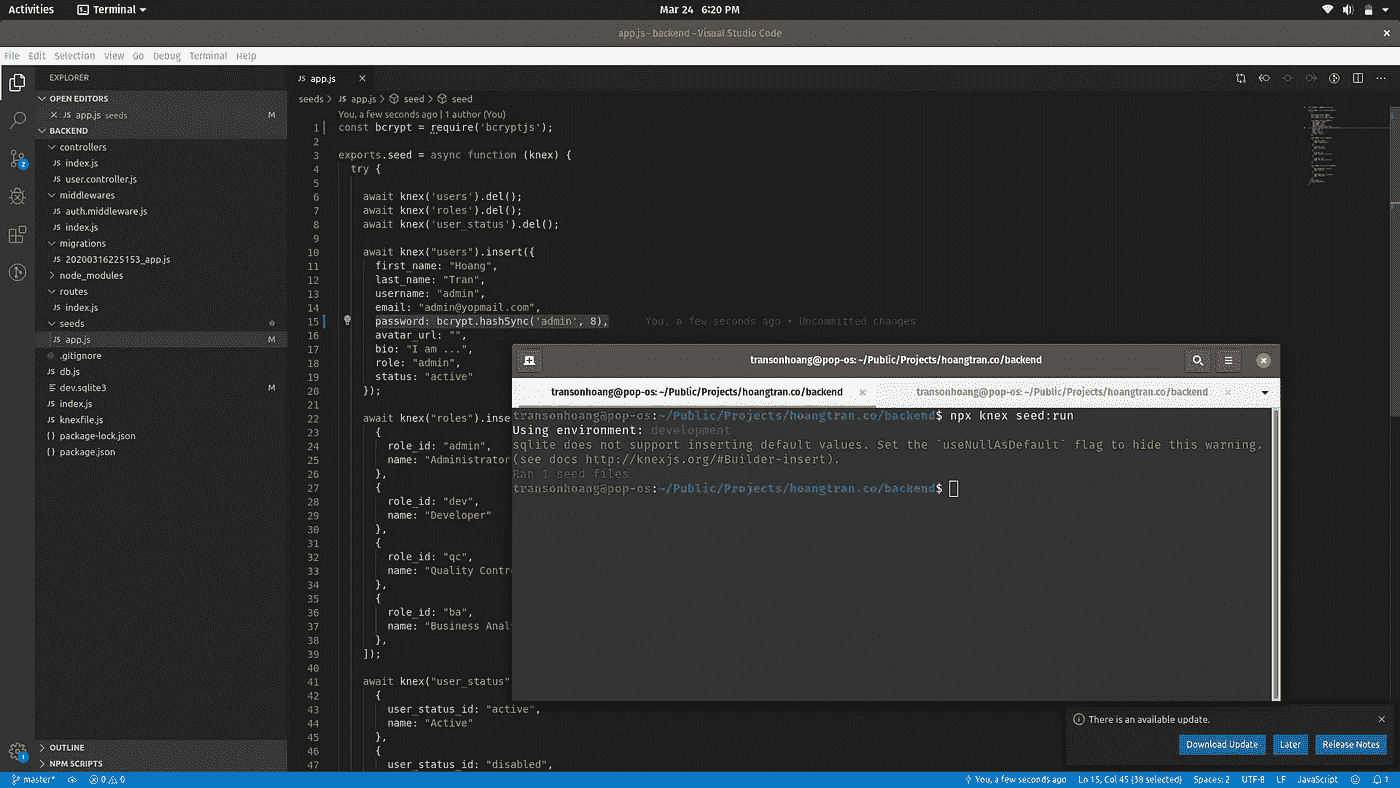 Activities
Terminal
Mar 24 6:20 PM
app.js - backend - Visual Studio Code
File Edit Selection View Go Debug Terminal Help
EXPLORER
OPEN EDITORS
app.js seeds M
BACKEND
controllers
JS index.js
JS user.controller.js
middlewares
JS auth.middleware.js
JS index.js
migrations
JS 20200316225153_app.js
node_modules
routes
JS index.js
seeds
JS app.js M
.gitignore
JS db.js
dev.sqlite3 M
JS index.js
JS knexfile.js
{} package-lock.json
{} package.json
OUTLINE
NPM SCRIPTS
2
1
JS app.js
seeds > JS app.js > seed > seed
You, a few seconds ago | 1 author (You)
1 const bcrypt = require('bcryptjs');
2
3 exports.seed = async function (knex) {
4 try {
5
6 await knex('users').del();
7 await knex('roles').del();
8 await knex('user_status').del();
9
10 await knex("users").insert({
11 first_name: "Hoang",
12 last_name: "Tran",
13 username: "admin",
14 email: "admin@yopmail.com",
15 password: bcrypt.hashSync('admin', 8), You, a few seconds ago • Uncommitted changes
16 avatar_url: "",
17 bio: "I am ...",
18 role: "admin",
19 status: "active"
20 });
21
22 await knex("roles").inse
23 {
24 role_id: "admin",
25 name: "Administrator
26 },
27 {
28 role_id: "dev",
29 name: "Developer"
30 },
31 {
32 role_id: "qc",
33 name: "Quality Contr
34 },
35 {
36 role_id: "ba",
37 name: "Business Anal
38 },
39 ]);
40
41 await knex("user_status"
42 {
43 user_status_id: "active",
44 name: "Active"
45 },
46 {
47 user_status_id: "disabled",
transonhoang@pop-os: ~/Public/Projects/hoangtran.co/backend
transonhoang@pop-os: ~/Public/Projects/hoangtran.co/backend
transonhoang@pop-os: ~/Public/Projects/hoangtran.co/backend
transonhoang@pop-os:~/Public/Projects/hoangtran.co/backend$ npx knex seed:run
Using environment: development
sqlite does not support inserting default values. Set the `useNullAsDefault` flag to hide this warning.
(see docs http://knexjs.org/#Builder-insert).
Ran 1 seed files
transonhoang@pop-os:~/Public/Projects/hoangtran.co/backend$
There is an available update.
Download Update
Later
Release Notes
master* 0 0
You, a few seconds ago Ln 15, Col 45 (38 selected) Spaces: 2 UTF-8 LF JavaScript 1